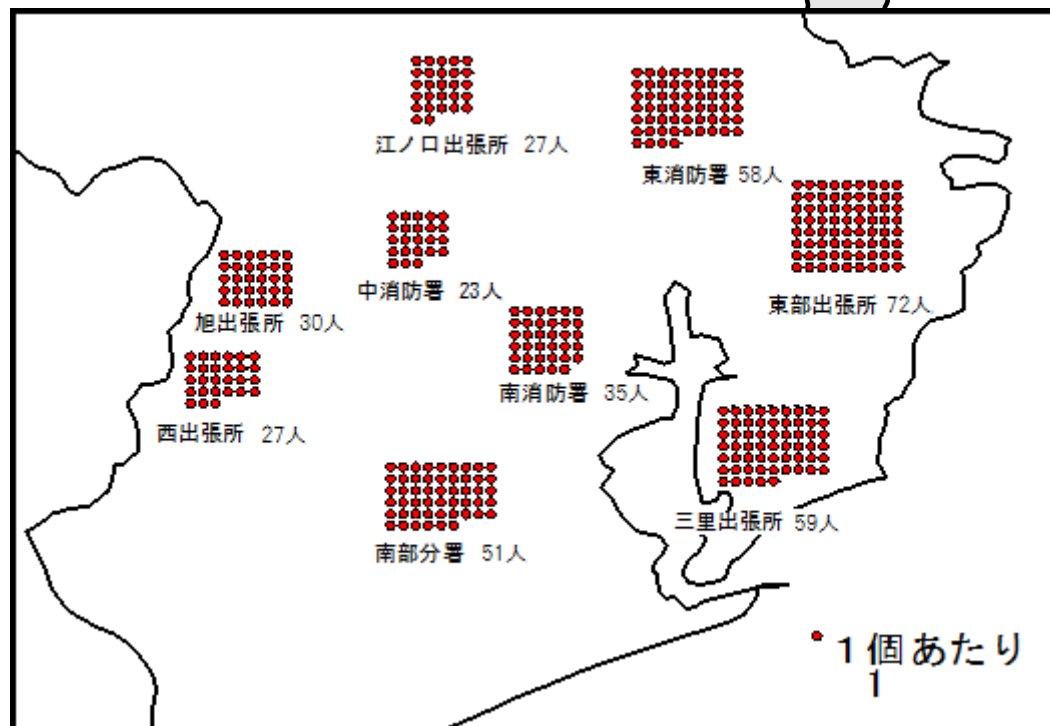 江ノ口出張所 27人
東消防署 58人
中消防署 23人
東部出張所 72人
旭出張所 30人
南消防署 35人
西出張所 27人
三里出張所 59人
南部分署 51人
1個あたり
1